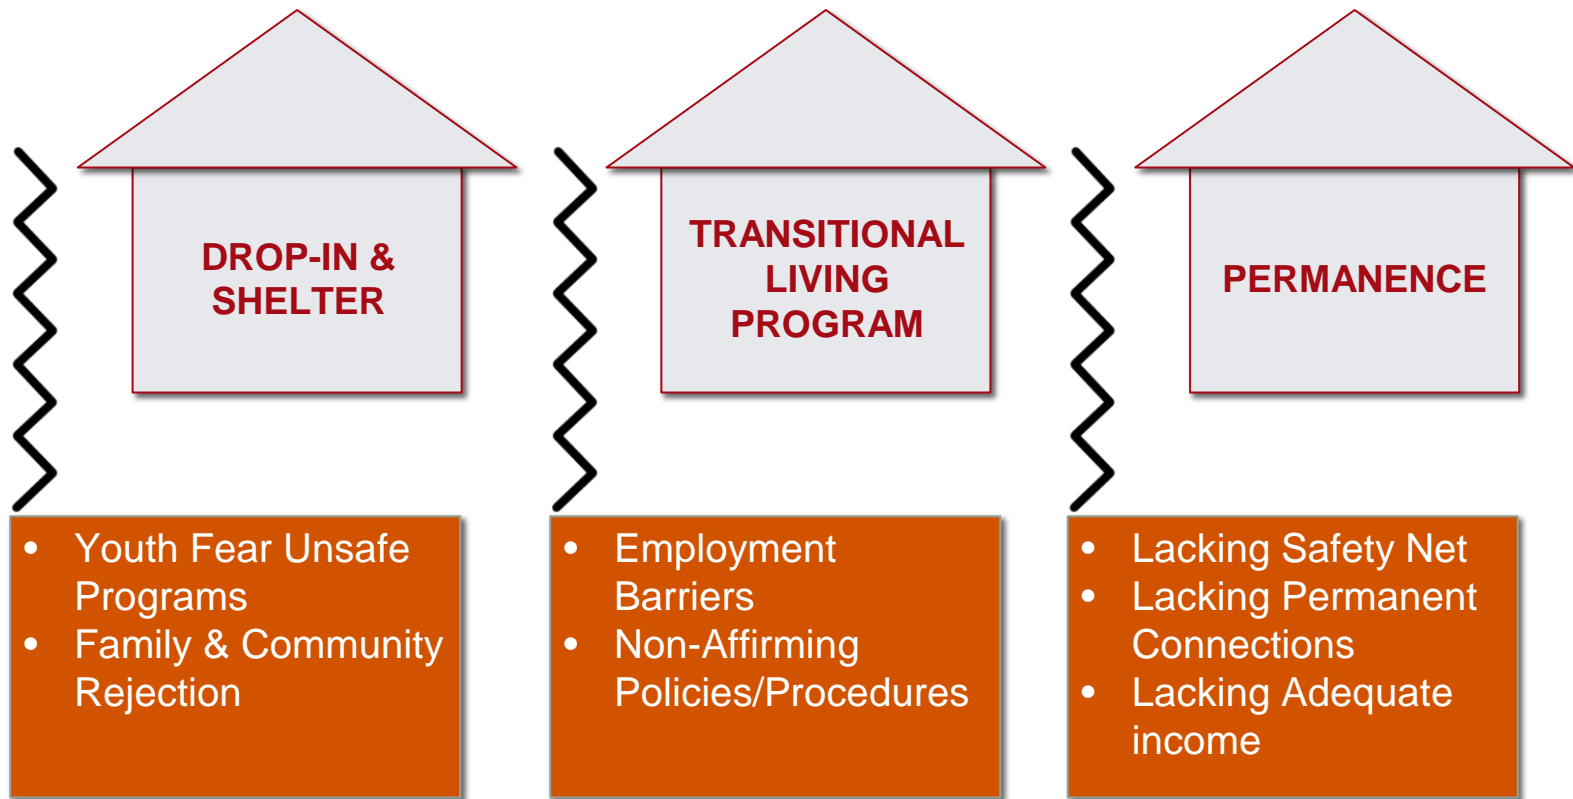 DROP-IN &
SHELTER
TRANSITIONAL
LIVING
PROGRAM
PERMANENCE
• Youth Fear Unsafe
Programs
• Family & Community
Rejection
• Employment
Barriers
• Non-Affirming
Policies/Procedures
• Lacking Safety Net
• Lacking Permanent
Connections
• Lacking Adequate
income